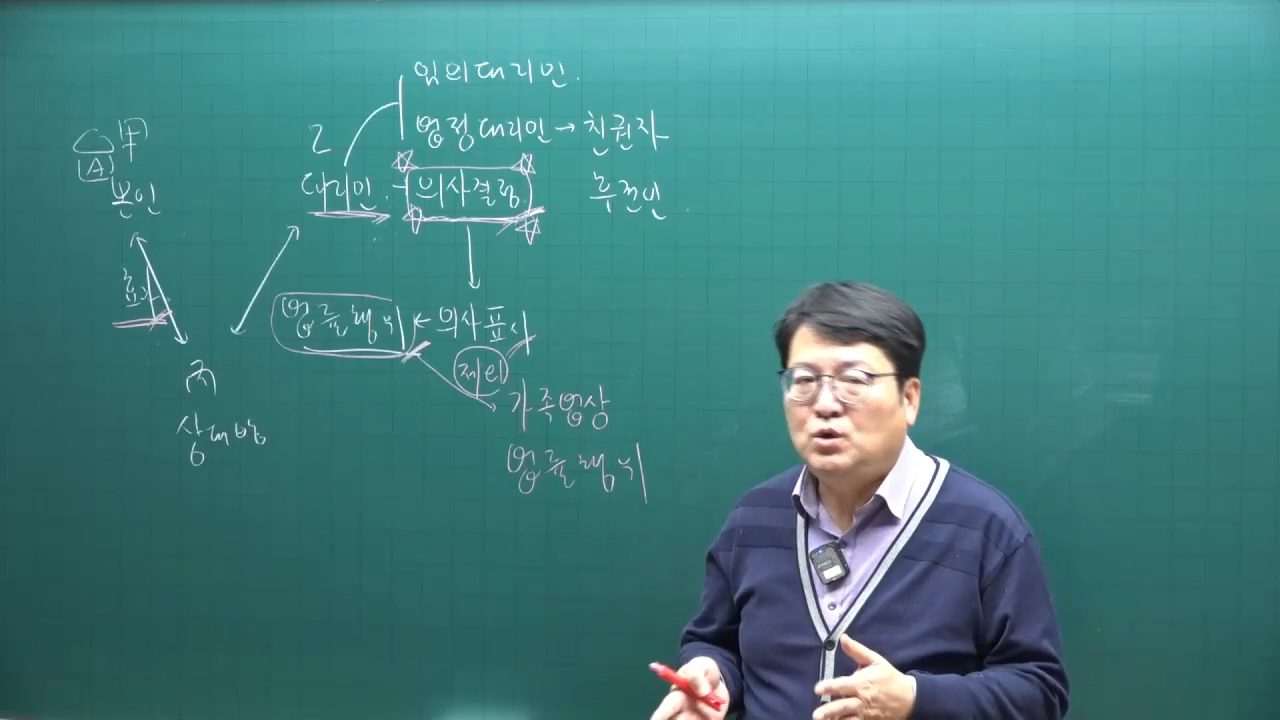 임의대리인.
법정대리인 → 친권자
후견인.
甲
A
본인
乙
대리인. - 의사결정
효과
법률행위 ← 의사표시
제외
가족법상
법률행위
丙
상대방